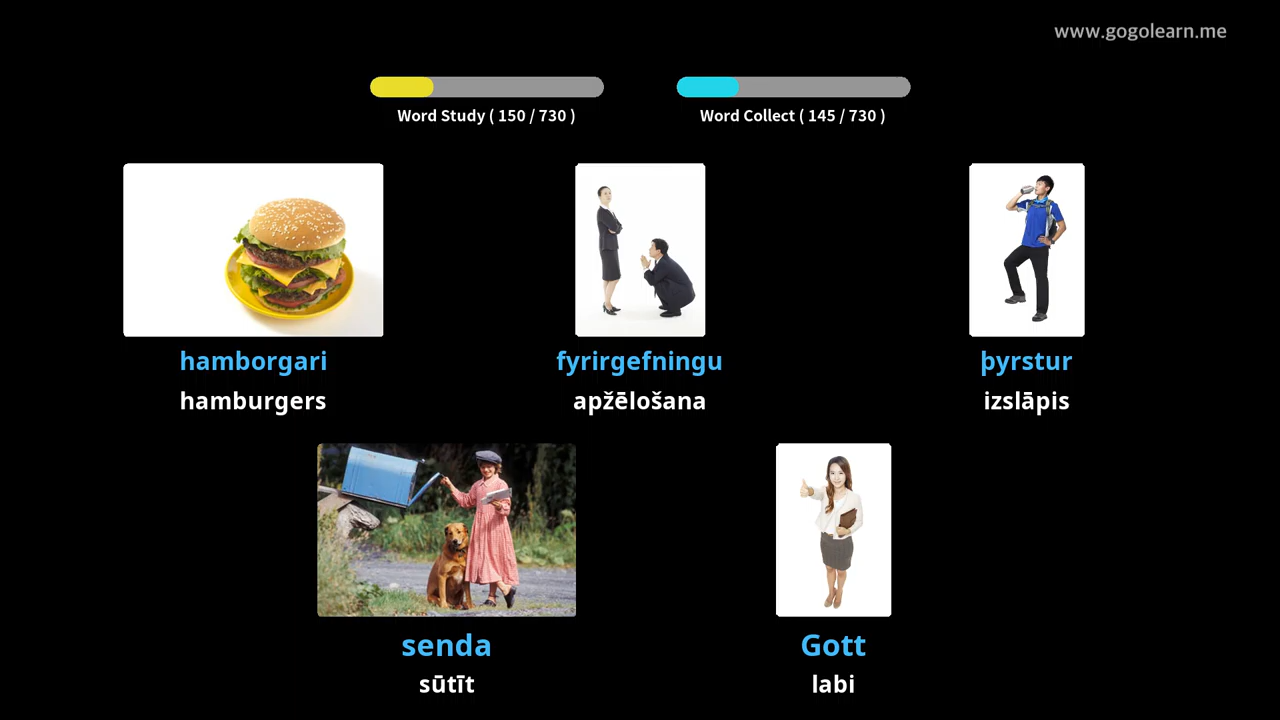 www.gogolearn.me
Word Study ( 150 / 730 )
Word Collect ( 145 / 730 )
hamborgari
hamburgers
fyrirgefningu
apžēlošana
þyrstur
izslāpis
senda
sūtīt
Gott
labi